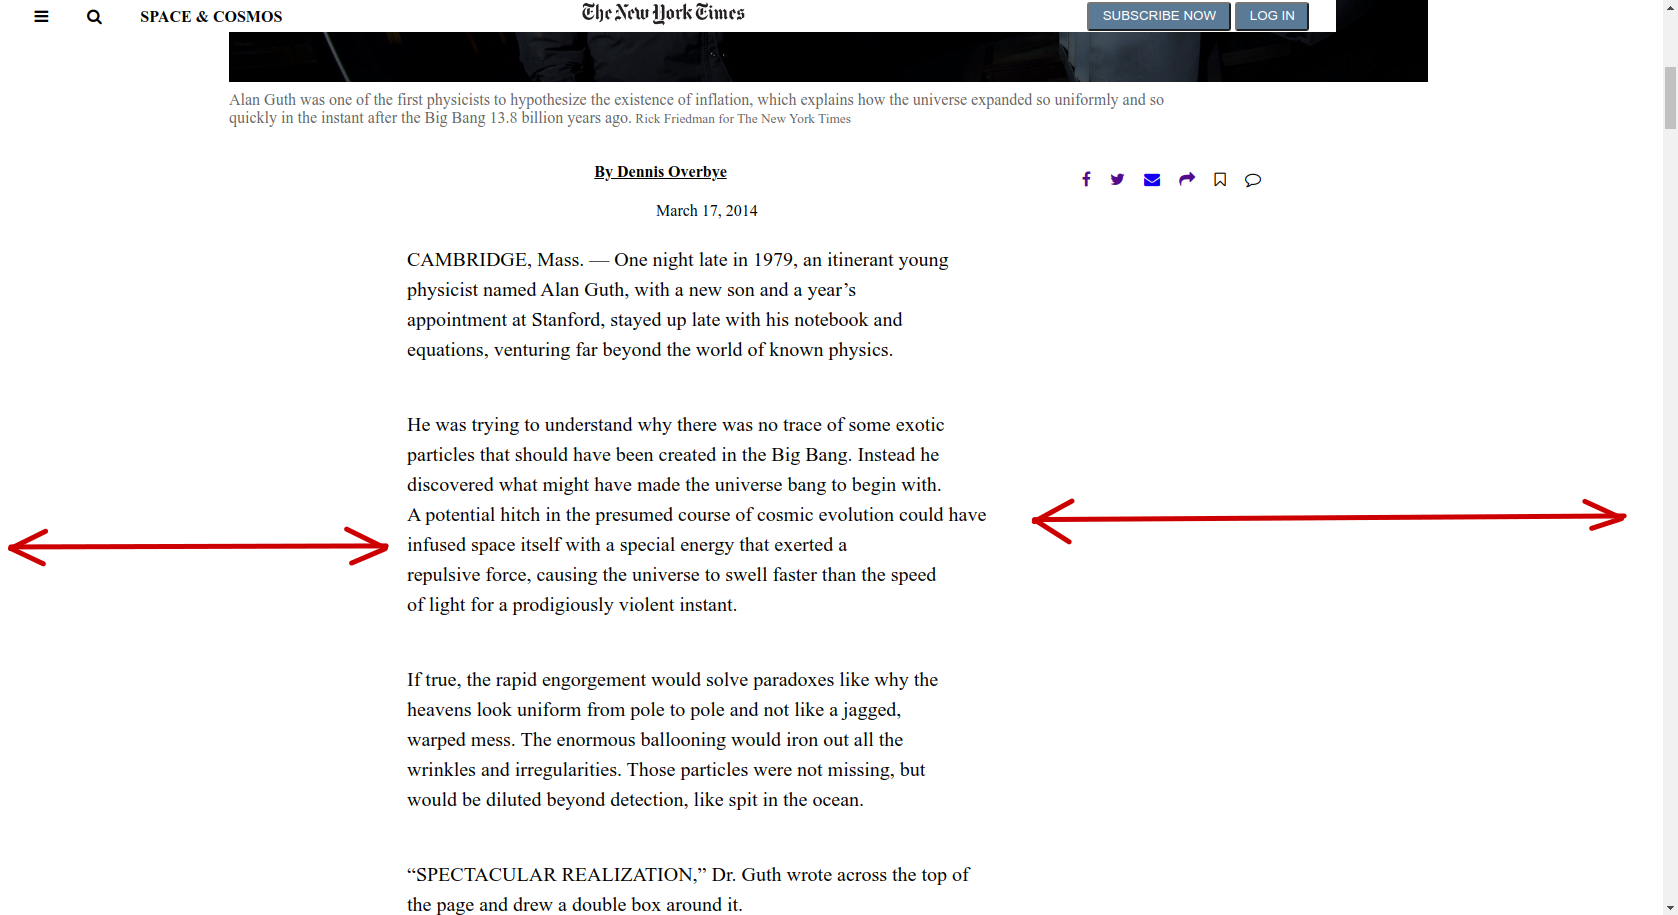 SPACE & COSMOS
The New York Times
SUBSCRIBE NOW
LOG IN
Alan Guth was one of the first physicists to hypothesize the existence of inflation, which explains how the universe expanded so uniformly and so
quickly in the instant after the Big Bang 13.8 billion years ago. Rick Friedman for The New York Times
By Dennis Overbye
March 17, 2014
CAMBRIDGE, Mass. — One night late in 1979, an itinerant young
physicist named Alan Guth, with a new son and a year’s
appointment at Stanford, stayed up late with his notebook and
equations, venturing far beyond the world of known physics.
He was trying to understand why there was no trace of some exotic
particles that should have been created in the Big Bang. Instead he
discovered what might have made the universe bang to begin with.
A potential hitch in the presumed course of cosmic evolution could have
infused space itself with a special energy that exerted a
repulsive force, causing the universe to swell faster than the speed
of light for a prodigiously violent instant.
If true, the rapid engorgement would solve paradoxes like why the
heavens look uniform from pole to pole and not like a jagged,
warped mess. The enormous ballooning would iron out all the
wrinkles and irregularities. Those particles were not missing, but
would be diluted beyond detection, like spit in the ocean.
“SPECTACULAR REALIZATION,” Dr. Guth wrote across the top of
the page and drew a double box around it.